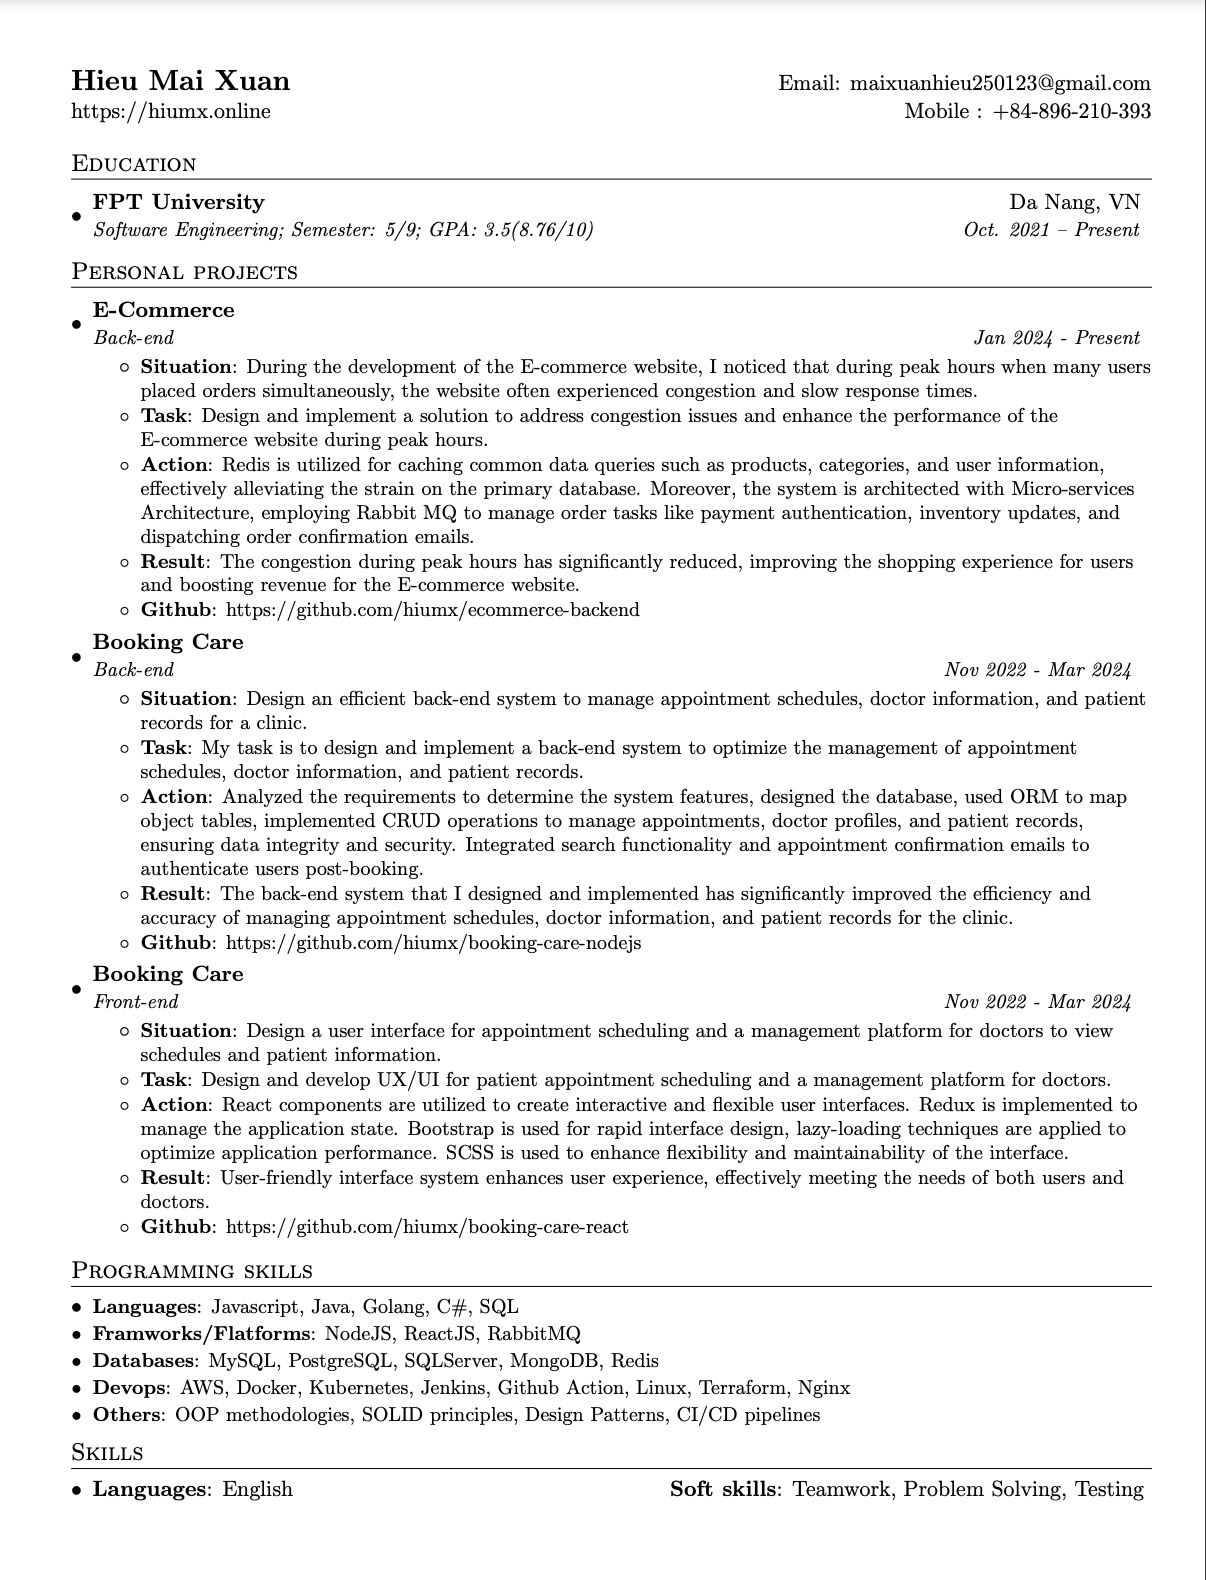 Hieu Mai Xuan
Email: maixuanhieu250123@gmail.com
https://hiumx.online
Mobile : +84-896-210-393
Education
• FPT University
Da Nang, VN
Software Engineering; Semester: 5/9; GPA: 3.5(8.76/10)
Oct. 2021 – Present
Personal projects
• E-Commerce
Back-end
Jan 2024 - Present
◦ Situation: During the development of the E-commerce website, I noticed that during peak hours when many users
placed orders simultaneously, the website often experienced congestion and slow response times.
◦ Task: Design and implement a solution to address congestion issues and enhance the performance of the
E-commerce website during peak hours.
◦ Action: Redis is utilized for caching common data queries such as products, categories, and user information,
effectively alleviating the strain on the primary database. Moreover, the system is architected with Micro-services
Architecture, employing Rabbit MQ to manage order tasks like payment authentication, inventory updates, and
dispatching order confirmation emails.
◦ Result: The congestion during peak hours has significantly reduced, improving the shopping experience for users
and boosting revenue for the E-commerce website.
◦ Github: https://github.com/hiumx/ecommerce-backend
• Booking Care
Back-end
Nov 2022 - Mar 2024
◦ Situation: Design an efficient back-end system to manage appointment schedules, doctor information, and patient
records for a clinic.
◦ Task: My task is to design and implement a back-end system to optimize the management of appointment
schedules, doctor information, and patient records.
◦ Action: Analyzed the requirements to determine the system features, designed the database, used ORM to map
object tables, implemented CRUD operations to manage appointments, doctor profiles, and patient records,
ensuring data integrity and security. Integrated search functionality and appointment confirmation emails to
authenticate users post-booking.
◦ Result: The back-end system that I designed and implemented has significantly improved the efficiency and
accuracy of managing appointment schedules, doctor information, and patient records for the clinic.
◦ Github: https://github.com/hiumx/booking-care-nodejs
• Booking Care
Front-end
Nov 2022 - Mar 2024
◦ Situation: Design a user interface for appointment scheduling and a management platform for doctors to view
schedules and patient information.
◦ Task: Design and develop UX/UI for patient appointment scheduling and a management platform for doctors.
◦ Action: React components are utilized to create interactive and flexible user interfaces. Redux is implemented to
manage the application state. Bootstrap is used for rapid interface design, lazy-loading techniques are applied to
optimize application performance. SCSS is used to enhance flexibility and maintainability of the interface.
◦ Result: User-friendly interface system enhances user experience, effectively meeting the needs of both users and
doctors.
◦ Github: https://github.com/hiumx/booking-care-react
Programming skills
• Languages: Javascript, Java, Golang, C#, SQL
• Framworks/Flatforms: NodeJS, ReactJS, RabbitMQ
• Databases: MySQL, PostgreSQL, SQLServer, MongoDB, Redis
• Devops: AWS, Docker, Kubernetes, Jenkins, Github Action, Linux, Terraform, Nginx
• Others: OOP methodologies, SOLID principles, Design Patterns, CI/CD pipelines
Skills
• Languages: English
Soft skills: Teamwork, Problem Solving, Testing